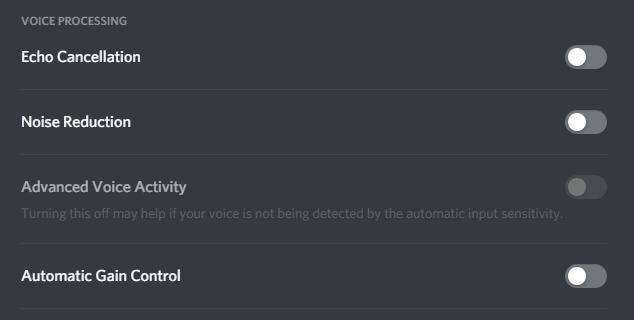 VOICE PROCESSING
Echo Cancellation
Noise Reduction
Advanced Voice Activity
Turning this off may help if your voice is not being detected by the automatic input sensitivity.
Automatic Gain Control